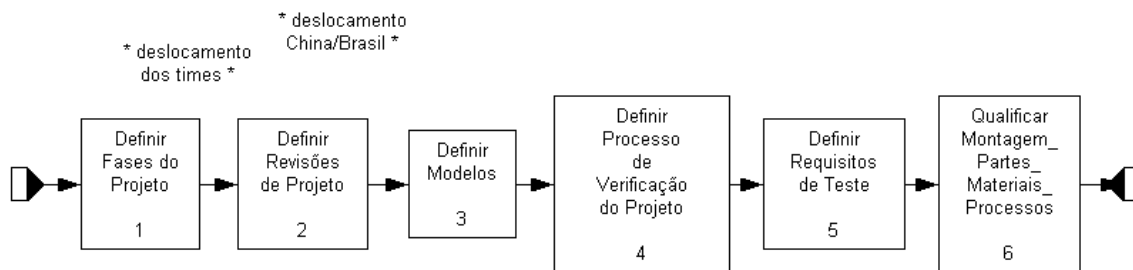 * deslocamento
dos times *
* deslocamento
China/Brasil *
Definir
Fases do
Projeto
1
Definir
Revisões
de Projeto
2
Definir
Modelos
3
Definir
Processo
de
Verificação
do Projeto
4
Definir
Requisitos
de Teste
5
Qualificar
Montagem_
Partes_
Materiais_
Processos
6